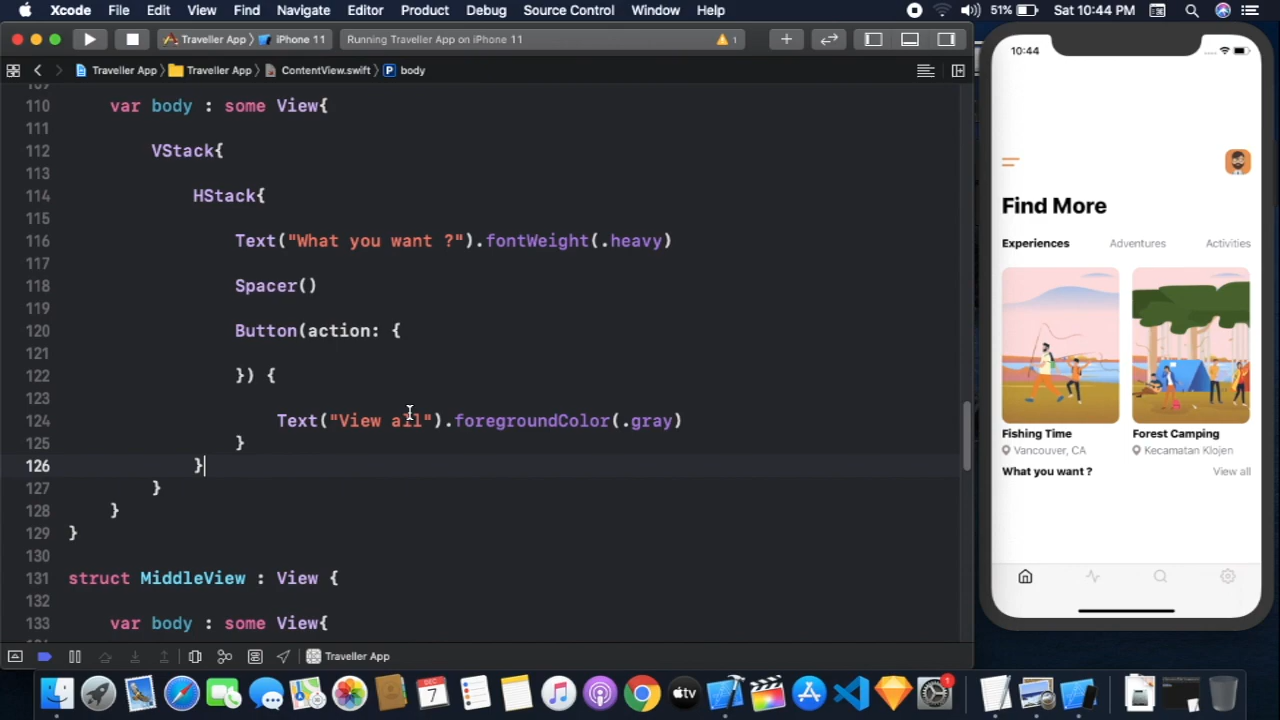 Xcode File Edit View Find Navigate Editor Product Debug Source Control Window Help 51% Sat 10:44 PM
Traveller App iPhone 11 Running Traveller App on iPhone 11 1
Traveller App Traveller App ContentView.swift P body
110 var body : some View{
111
112 VStack{
113
114 HStack{
115
116 Text("What you want ?").fontWeight(.heavy)
117
118 Spacer()
119
120 Button(action: {
121
122 }) {
123
124 Text("View all").foregroundColor(.gray)
125 }
126 }
127 }
128 }
129 }
130
131 struct MiddleView : View {
132
133 var body : some View{
Traveller App
10:44
Find More
Experiences Adventures Activities
Fishing Time Forest Camping
Vancouver, CA Kecamatan Klojen
What you want ? View all
DEC
7
tv
1